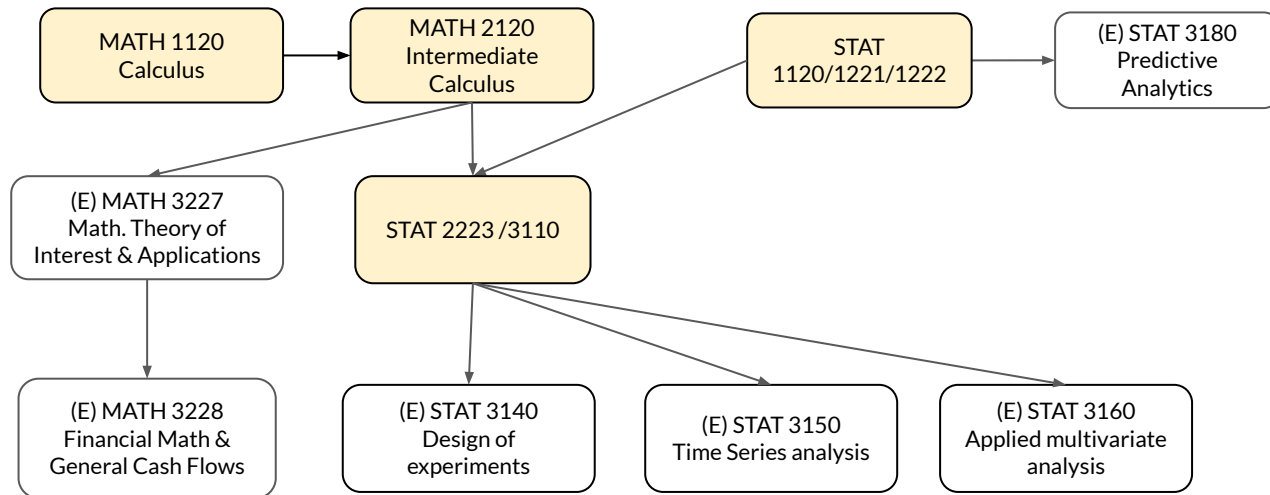 MATH 1120
Calculus
MATH 2120
Intermediate
Calculus
STAT
1120/1221/1222
(E) STAT 3180
Predictive
Analytics
(E) MATH 3227
Math. Theory of
Interest & Applications
STAT 2223 /3110
(E) MATH 3228
Financial Math &
General Cash Flows
(E) STAT 3140
Design of
experiments
(E) STAT 3150
Time Series analysis
(E) STAT 3160
Applied multivariate
analysis